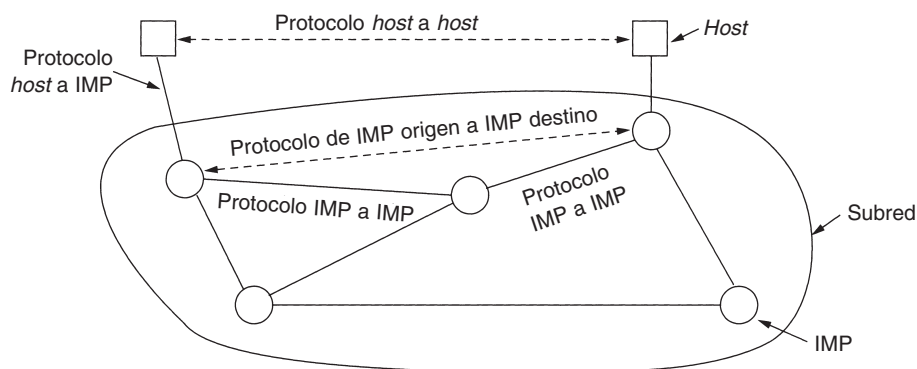 Protocolo host a host
Host
Protocolo
host a IMP
Protocolo de IMP origen a IMP destino
Protocolo IMP a IMP
Protocolo
IMP a IMP
Subred
IMP